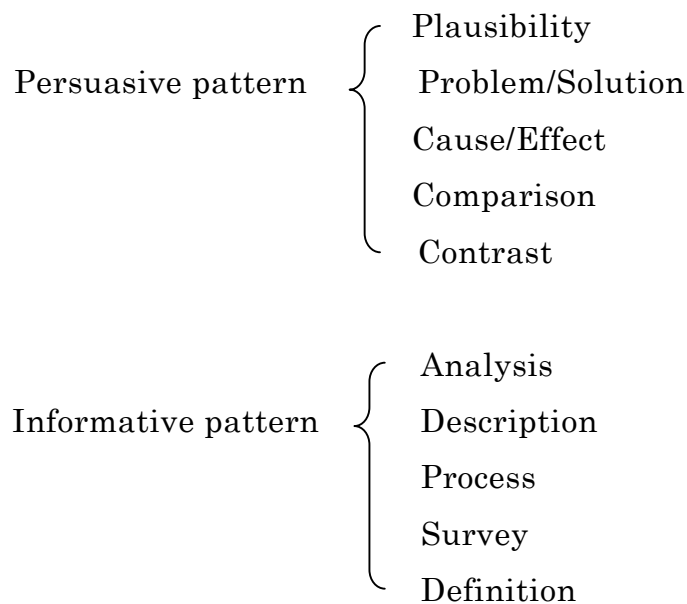 Plausibility
Persuasive pattern Problem/Solution
Cause/Effect
Comparison
Contrast
Analysis
Informative pattern Description
Process
Survey
Definition